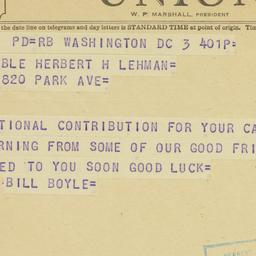 UNION
W. P. MARSHALL, PRESIDENT
the date line on telegrams and day letters is STANDARD TIME at point of origin. Tim
PD=RB WASHINGTON DC 3 401P=
BLE HERBERT H LEHMAN=
820 PARK AVE=
TIONAL CONTRIBUTION FOR YOUR CA
RNING FROM SOME OF OUR GOOD FRI
ED TO YOU SOON GOOD LUCK=
BILL BOYLE=